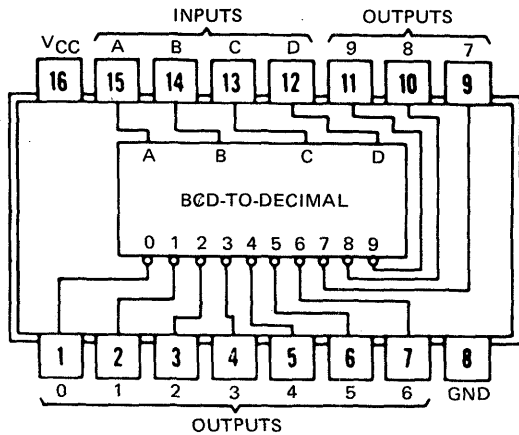 INPUTS OUTPUTS
VCC A B C D 9 8 7
16 15 14 13 12 11 10 9
A B C D
BCD-TO-DECIMAL
0 1 2 3 4 5 6 7 8 9
1 2 3 4 5 6 7 8
0 1 2 3 4 5 6 GND
OUTPUTS